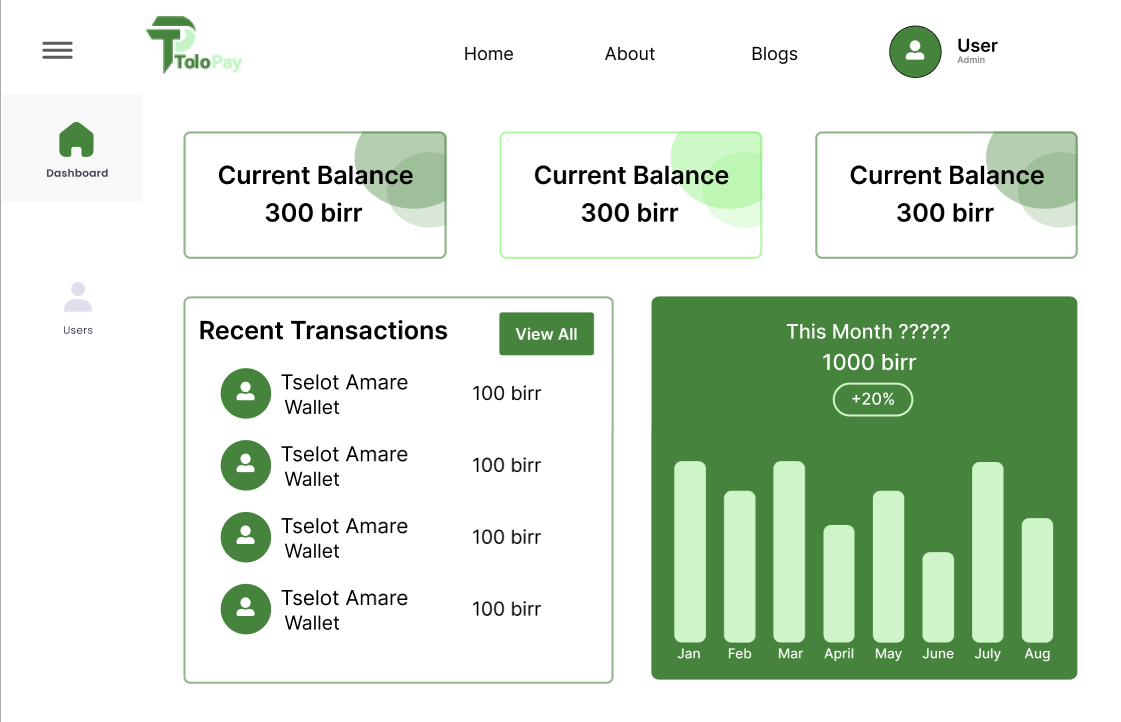 ToloPay
Home
About
Blogs
User
Admin
Dashboard
Users
Current Balance
300 birr
Current Balance
300 birr
Current Balance
300 birr
Recent Transactions
View All
Tselot Amare
Wallet
100 birr
Tselot Amare
Wallet
100 birr
Tselot Amare
Wallet
100 birr
Tselot Amare
Wallet
100 birr
This Month ?????
1000 birr
+20%
Jan Feb Mar April May June July Aug